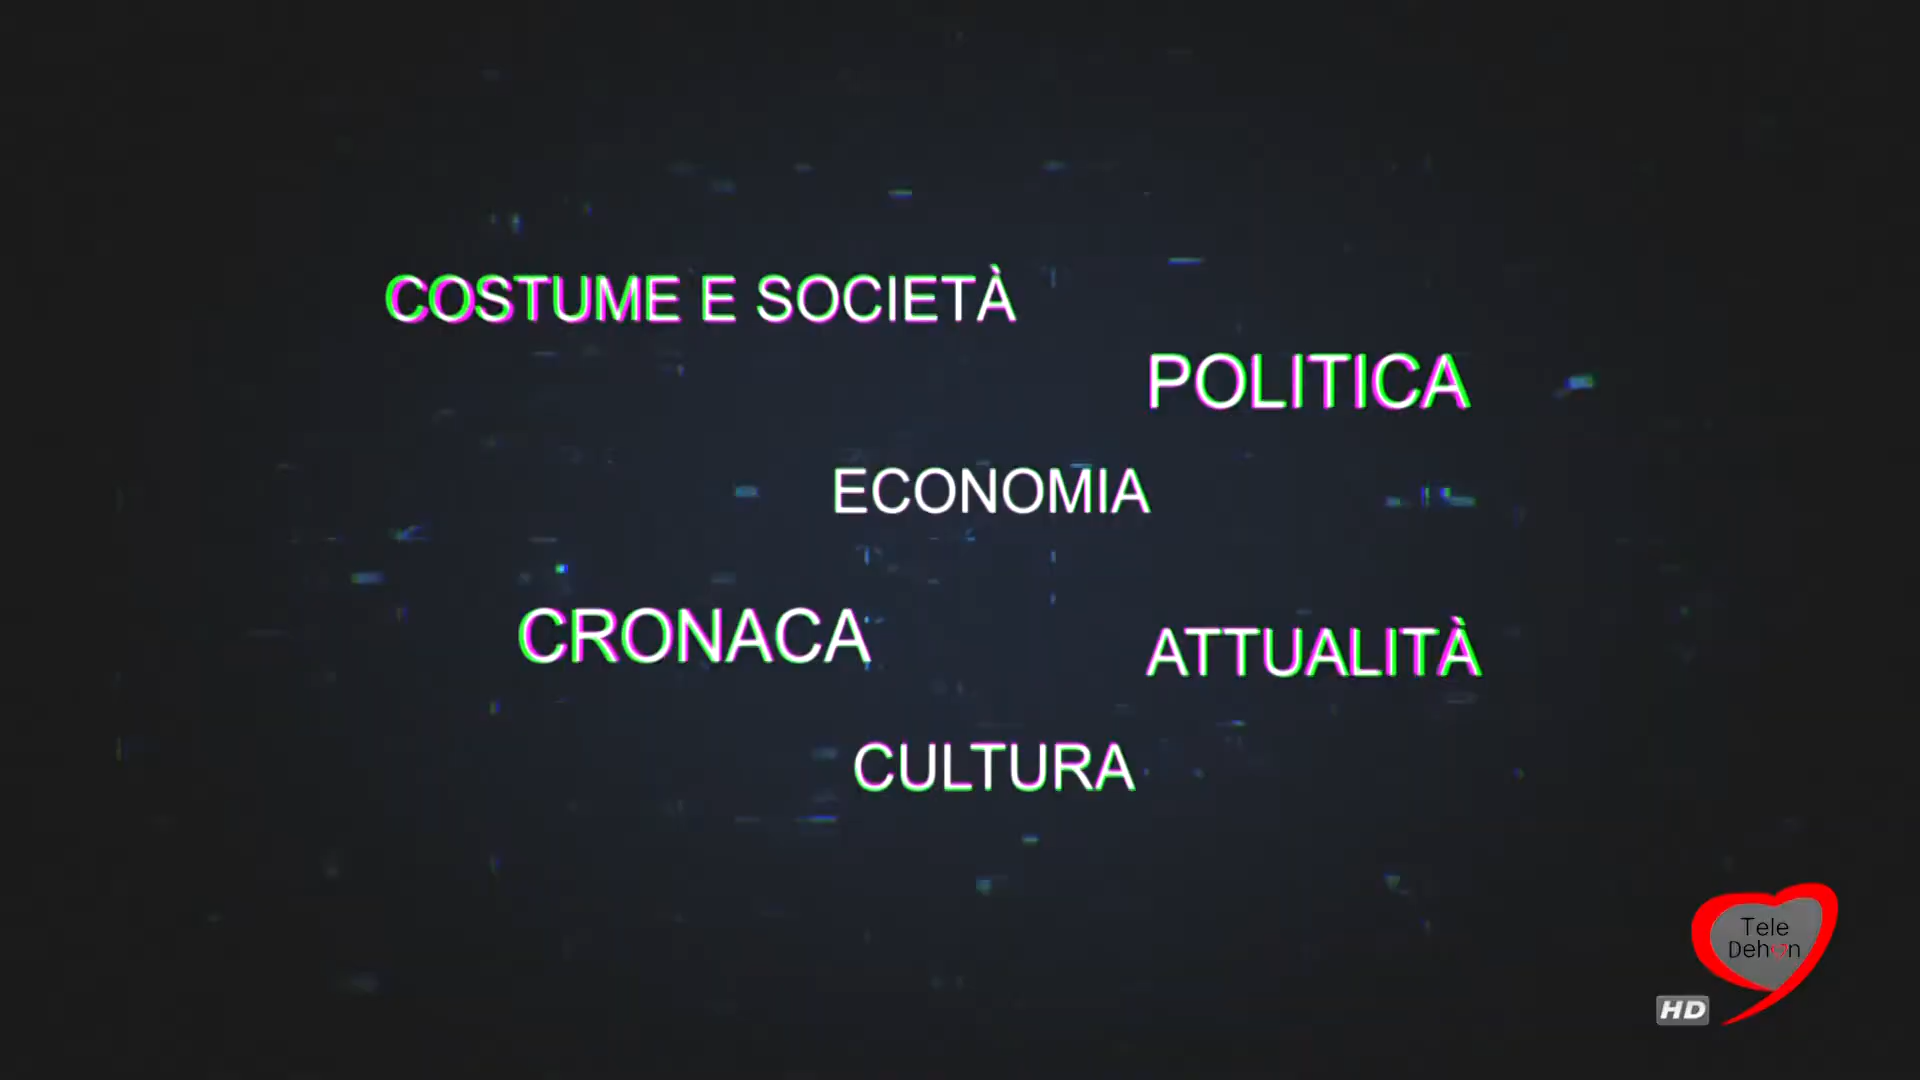 COSTUME E SOCIETÀ
POLITICA
ECONOMIA
CRONACA
ATTUALITÀ
CULTURA
Tele
Dehon
HD